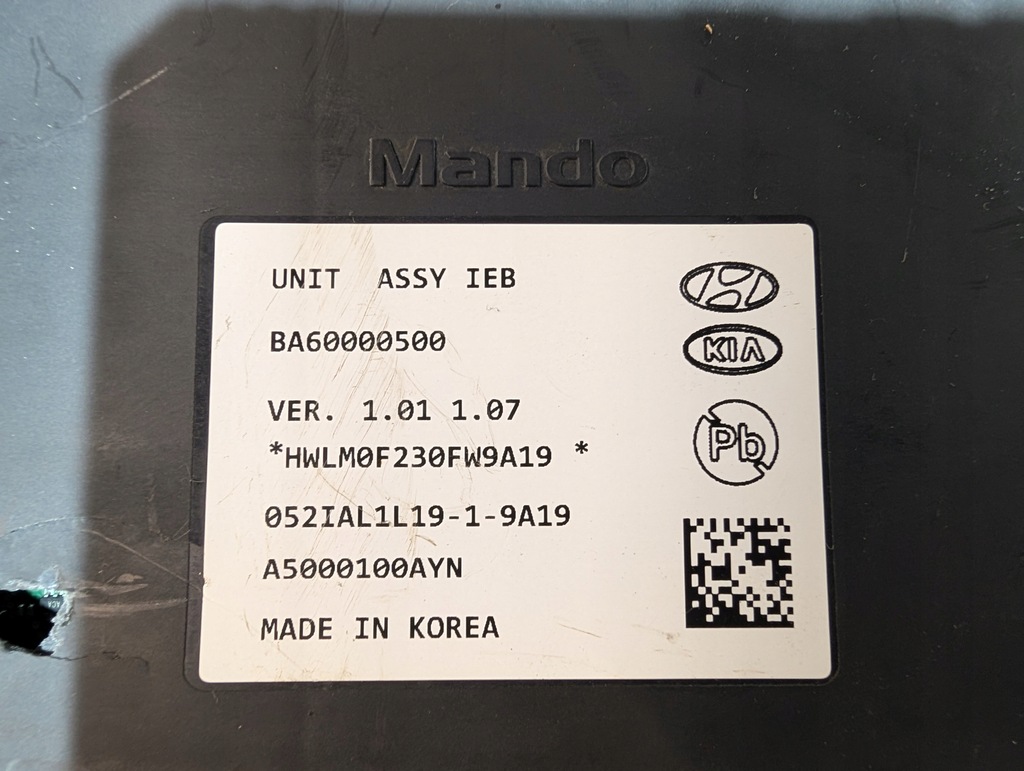 Mando
UNIT ASSY IEB
BA60000500
VER. 1.01 1.07
*HWLM0F230FW9A19 *
052IAL1L19-1-9A19
A5000100AYN
MADE IN KOREA
KIA
Pb